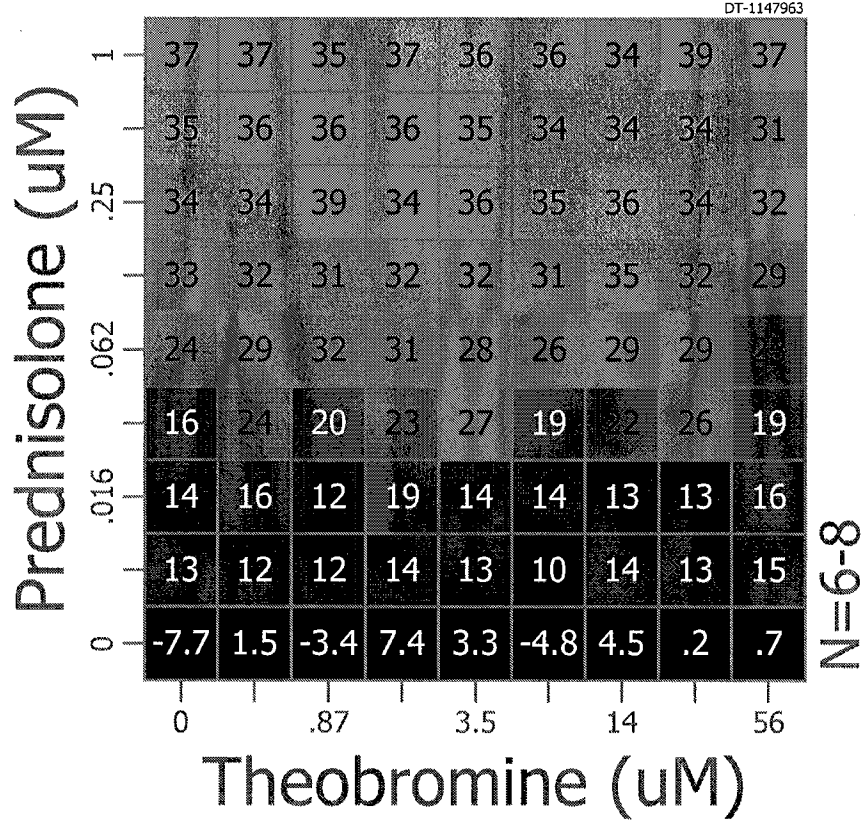 DT-1147963
Prednisolone (uM)
1 37 37 35 37 36 36 34 39 37
35 36 36 36 35 34 34 34 31
.25 34 34 39 34 36 35 36 34 32
33 32 31 32 32 31 35 32 29
.062 24 29 32 31 28 26 29 29
16 24 20 23 27 19 22 26 19
.016 14 16 12 19 14 14 13 13 16
13 12 12 14 13 10 14 13 15
0 -7.7 1.5 -3.4 7.4 3.3 -4.8 4.5 .2 .7
0 .87 3.5 14 56
Theobromine (uM)
N=6-8